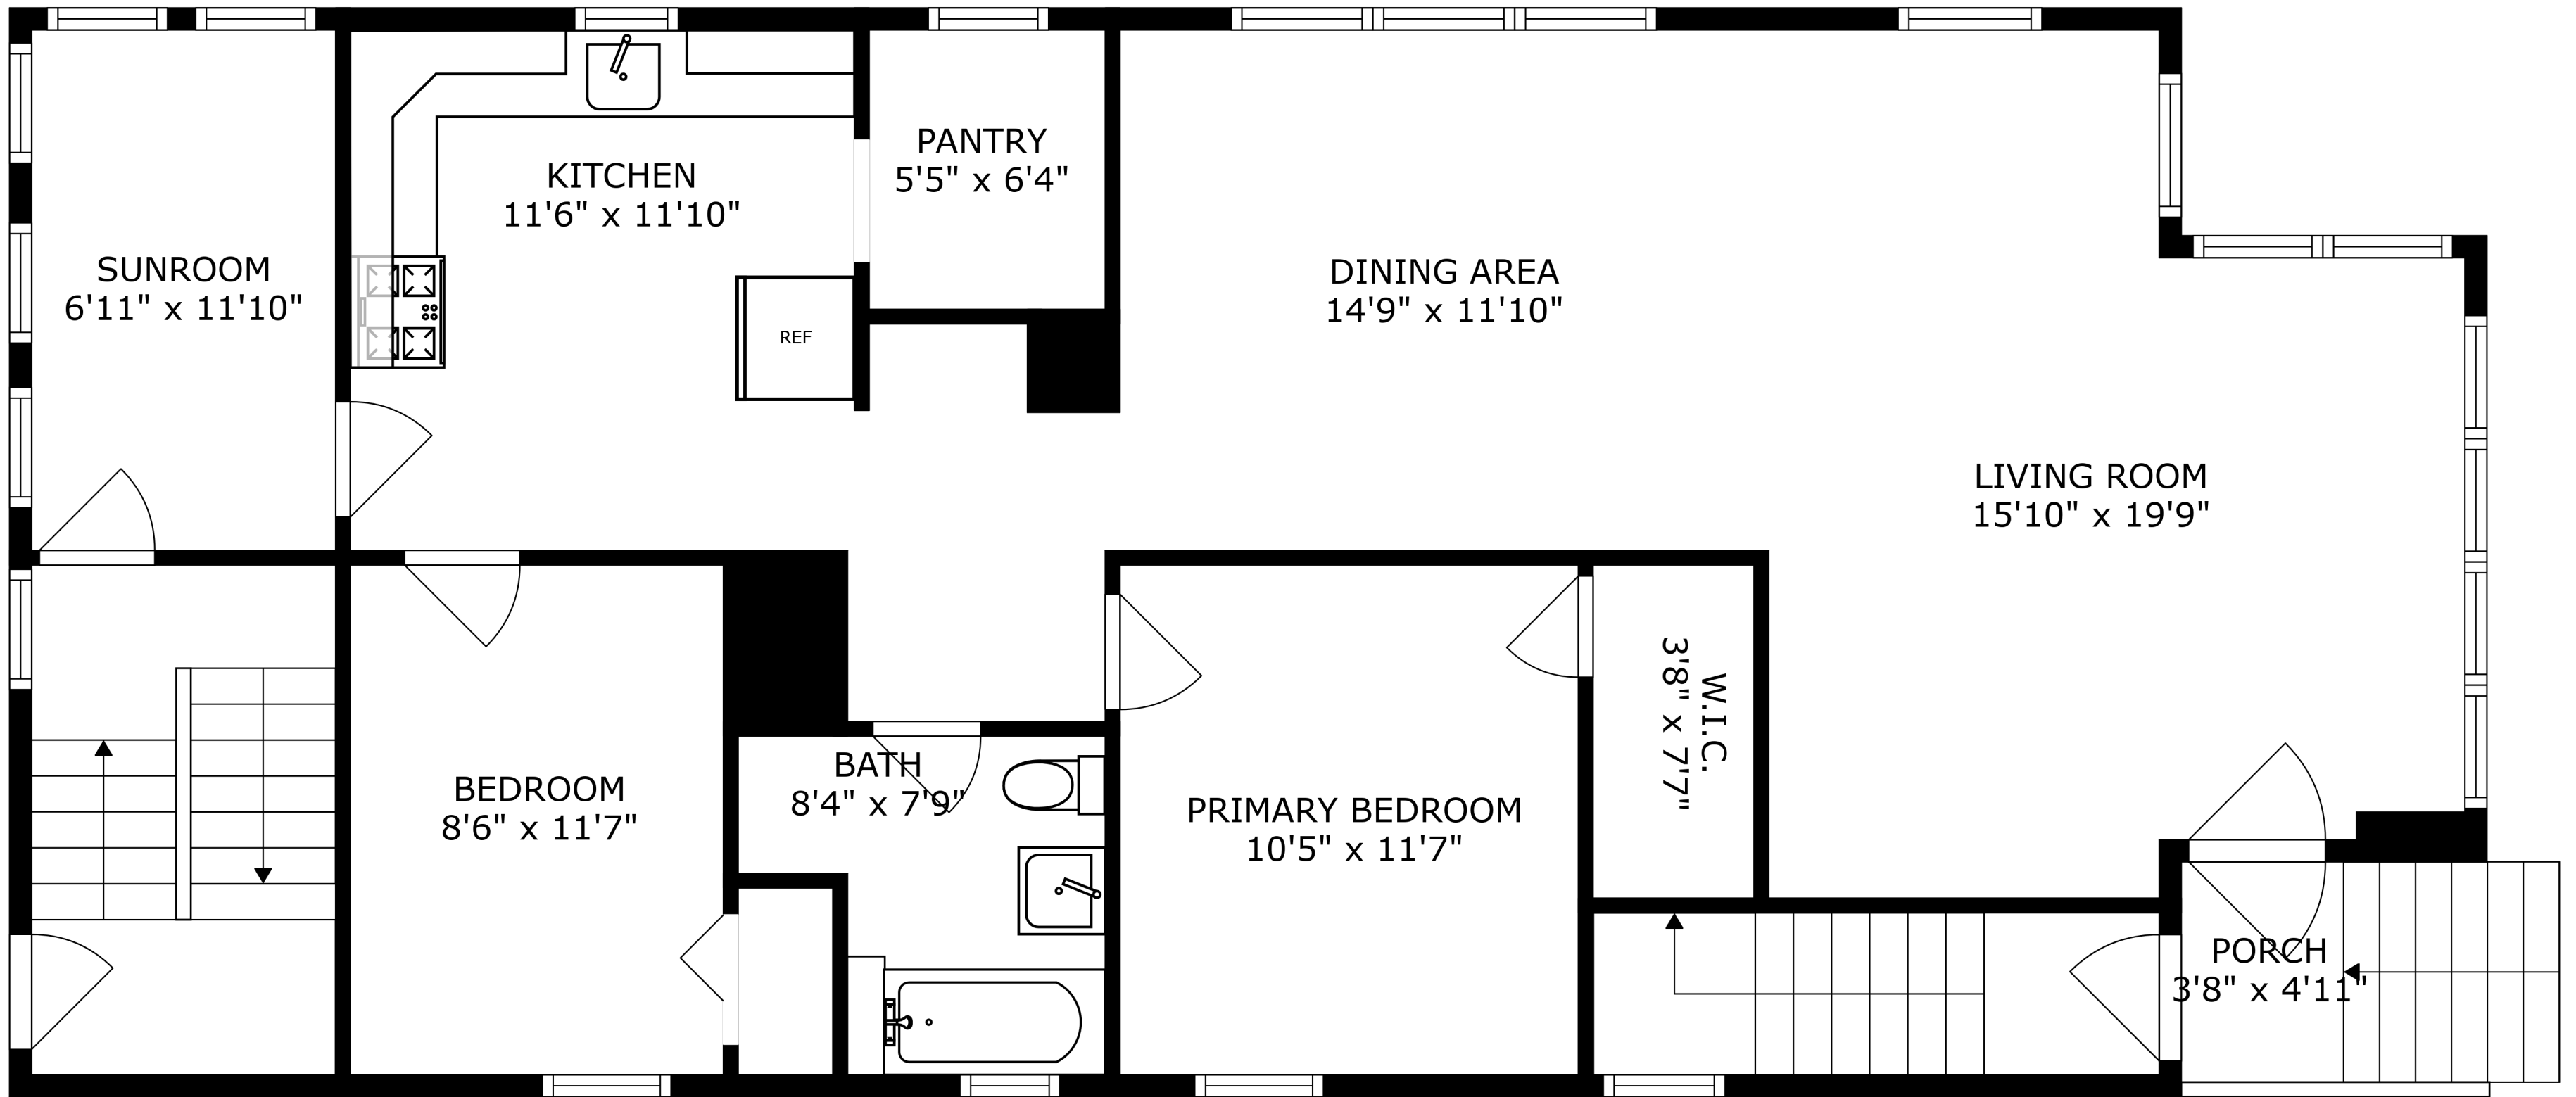 SUNROOM
6'11" x 11'10"
KITCHEN
11'6" x 11'10"
REF
PANTRY
5'5" x 6'4"
DINING AREA
14'9" x 11'10"
LIVING ROOM
15'10" x 19'9"
BEDROOM
8'6" x 11'7"
BATH
8'4" x 7'9"
PRIMARY BEDROOM
10'5" x 11'7"
W.I.C.
3'8" x 7'7"
PORCH
3'8" x 4'11"